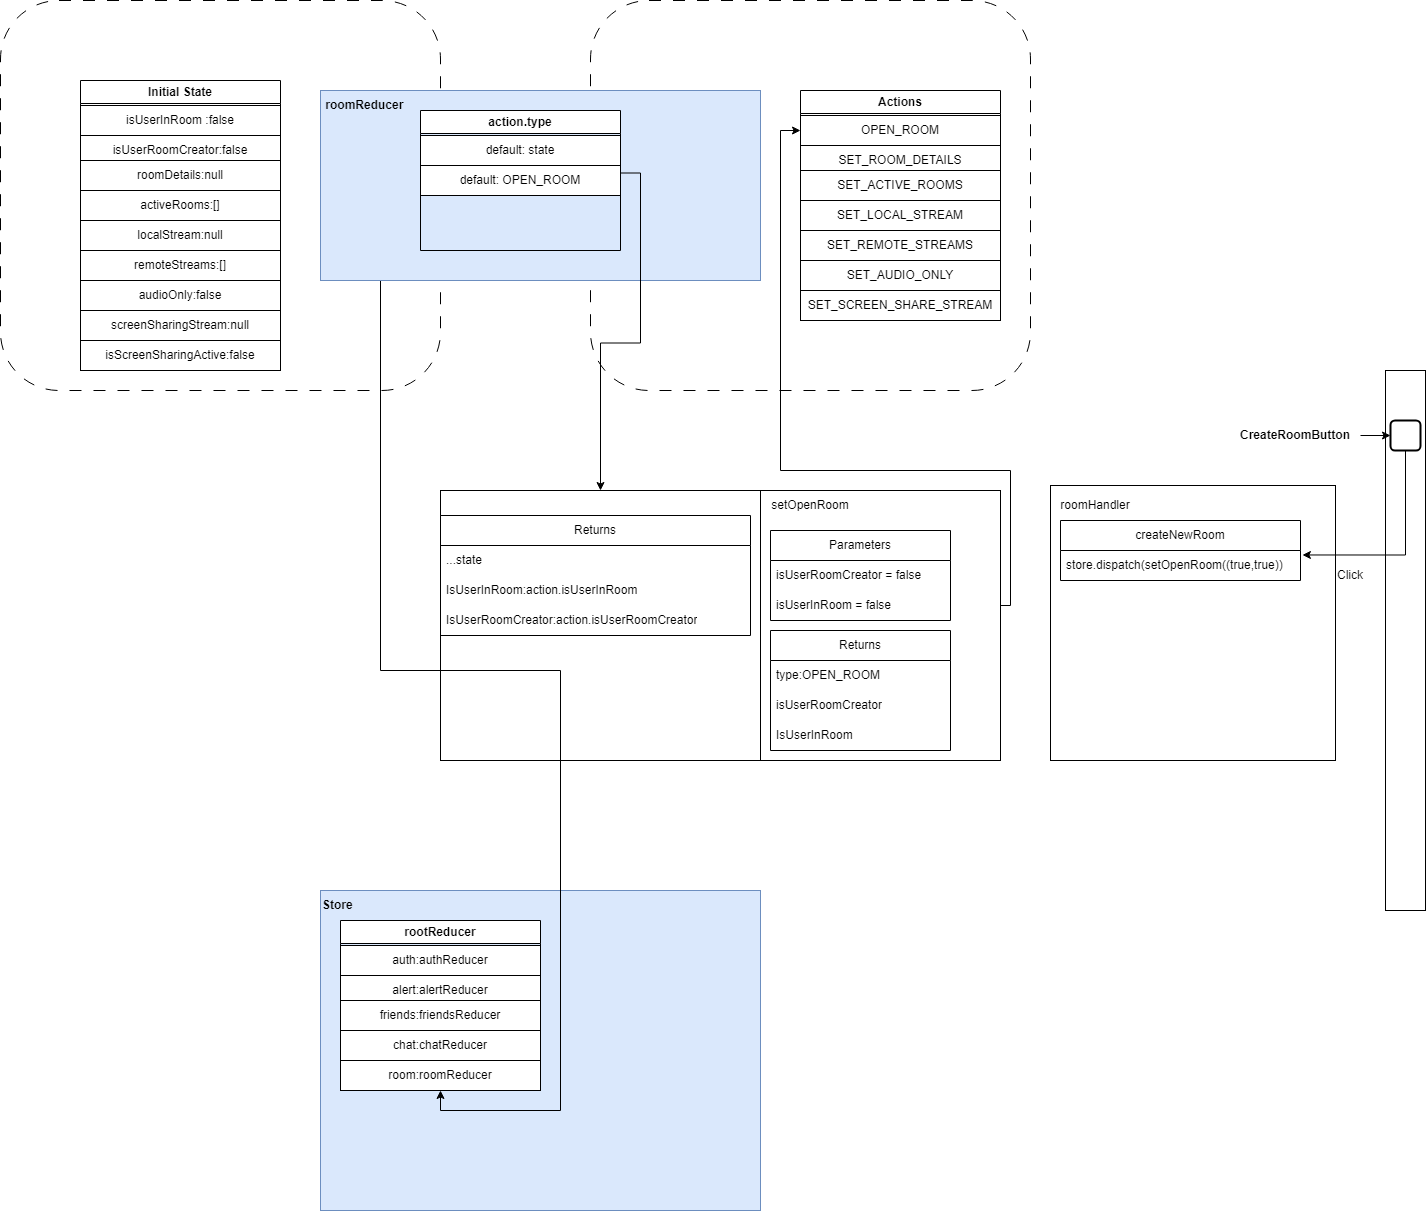 Initial State
isUserInRoom :false
isUserRoomCreator:false
roomDetails:null
activeRooms:[]
localStream:null
remoteStreams:[]
audioOnly:false
screenSharingStream:null
isScreenSharingActive:false
roomReducer
action.type
default: state
default: OPEN_ROOM
Actions
OPEN_ROOM
SET_ROOM_DETAILS
SET_ACTIVE_ROOMS
SET_LOCAL_STREAM
SET_REMOTE_STREAMS
SET_AUDIO_ONLY
SET_SCREEN_SHARE_STREAM
CreateRoomButton
Returns
...state
IsUserInRoom:action.isUserInRoom
IsUserRoomCreator:action.isUserRoomCreator
setOpenRoom
Parameters
isUserRoomCreator = false
isUserInRoom = false
Returns
type:OPEN_ROOM
isUserRoomCreator
IsUserInRoom
roomHandler
createNewRoom
store.dispatch(setOpenRoom((true,true))
Click
Store
rootReducer
auth:authReducer
alert:alertReducer
friends:friendsReducer
chat:chatReducer
room:roomReducer